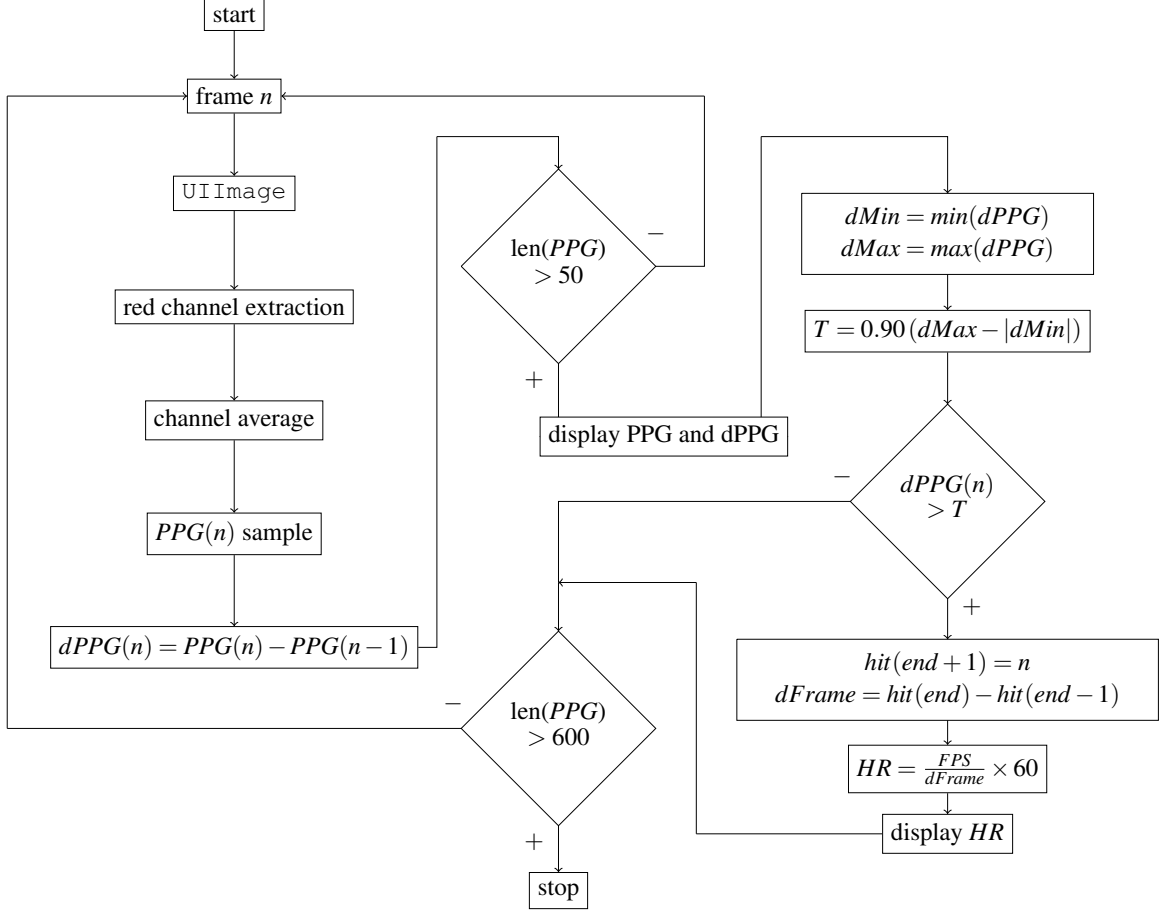 start
frame n
UIImage
red channel extraction
channel average
PPG(n) sample
dPPG(n) = PPG(n) − PPG(n − 1)
len(PPG)
> 50
−
+
display PPG and dPPG
dMin = min(dPPG)
dMax = max(dPPG)
T = 0.90 (dMax − |dMin|)
dPPG(n)
> T
−
+
hit(end + 1) = n
dFrame = hit(end) − hit(end − 1)
HR = FPS/dFrame × 60
display HR
len(PPG)
> 600
−
+
stop